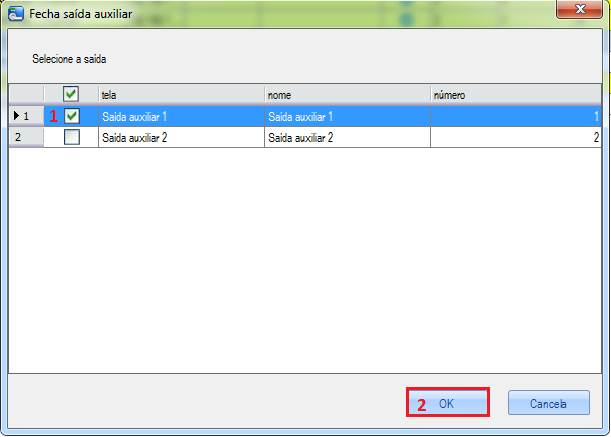 Fecha saída auxiliar
Selecione a saída
tela nome número
1 1 Saída auxiliar 1 Saída auxiliar 1 1
2 Saída auxiliar 2 Saída auxiliar 2 2
2 OK Cancela